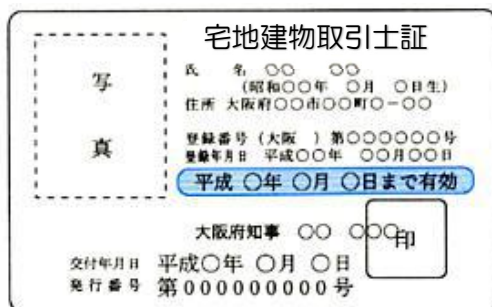 宅地建物取引士証
写
真
氏 名 ○○ ○○
(昭和○○年 ○月 ○日生)
住所 大阪府○○市○○町○-○○
登録番号 (大阪 ) 第○○○○○○号
登録年月日 平成○○年 ○○月○○日
平成 ○年 ○月 ○日まで有効
大阪府知事 ○○ ○○○
印
交付年月日 平成○年 ○月 ○日
発行番号 第000000000号